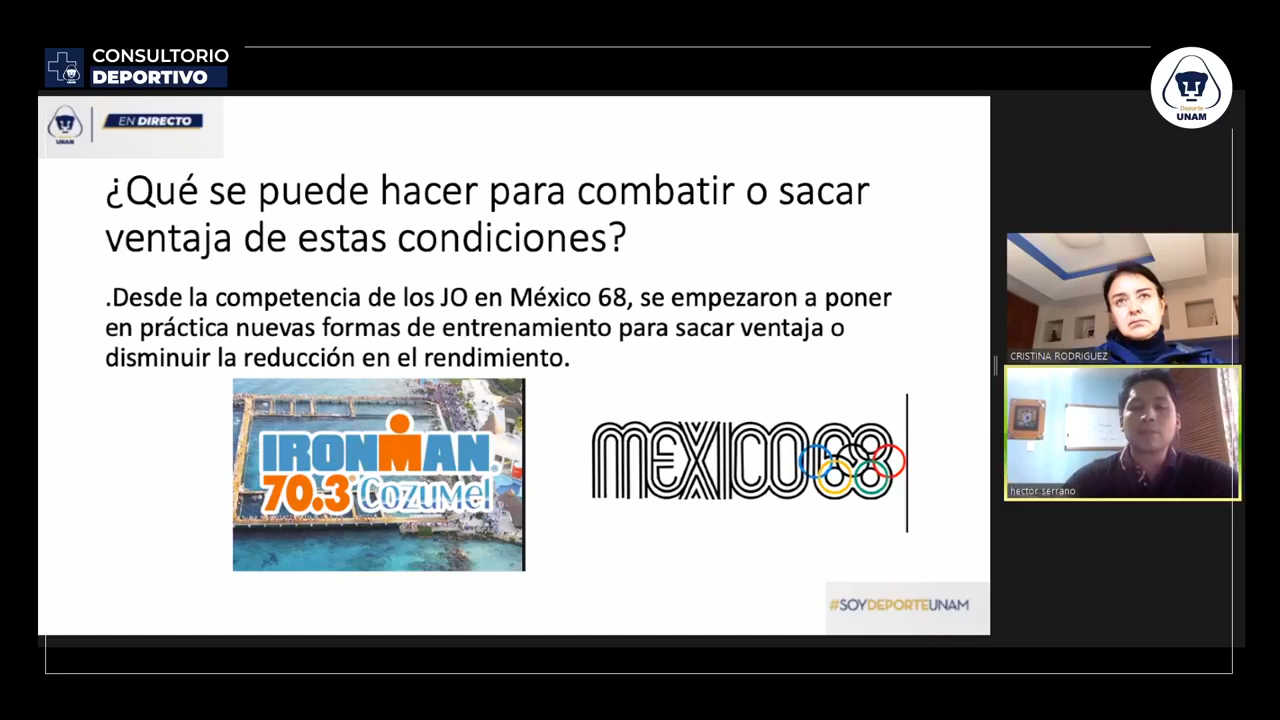 CONSULTORIO
DEPORTIVO
Deporte
UNAM
UNAM
EN DIRECTO
¿Qué se puede hacer para combatir o sacar
ventaja de estas condiciones?
.Desde la competencia de los JO en México 68, se empezaron a poner
en práctica nuevas formas de entrenamiento para sacar ventaja o
disminuir la reducción en el rendimiento.
IRONMAN
70.3 Cozumel
MEXICO68
#SOYDEPORTEUNAM
CRISTINA RODRIGUEZ
hector serrano